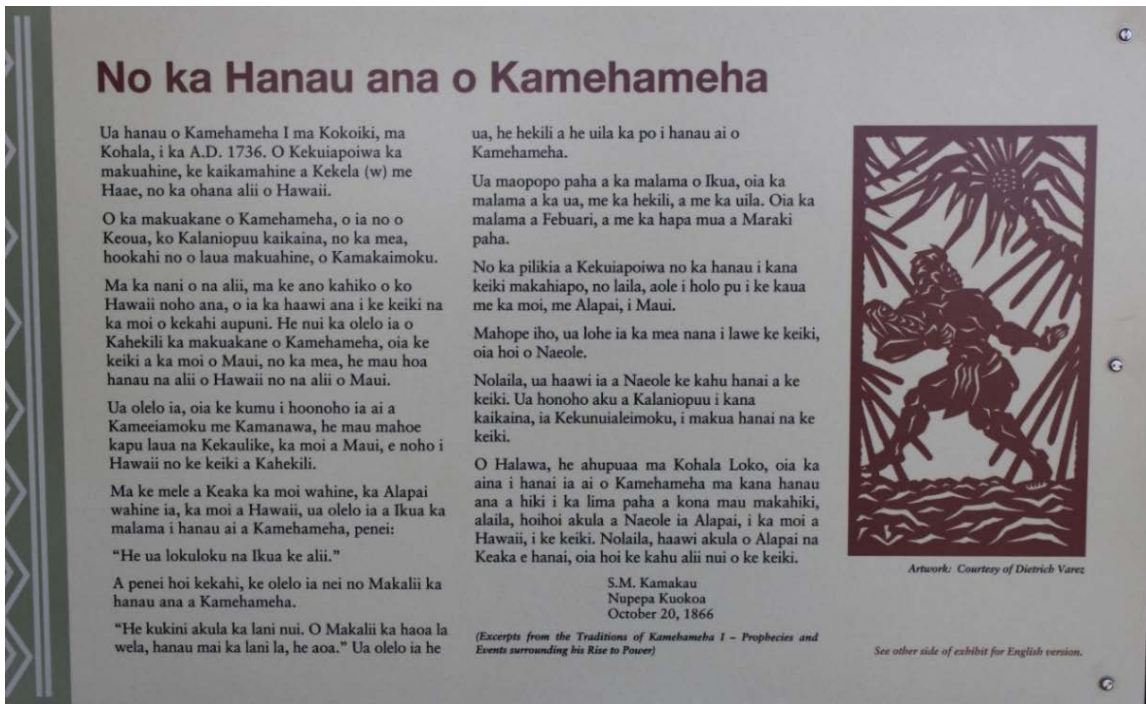 No ka Hanau ana o Kamehameha
Ua hanau o Kamehameha I ma Kokoiki, ma
Kohala, i ka A.D. 1736. O Kekuiapoiwa ka
makuahine, ke kaikamahine a Kekela (w) me
Haae, no ka ohana alii o Hawaii.
O ka makuakane o Kamehameha, o ia no o
Keoua, ko Kalaniopuu kaikaina, no ka mea,
hookahi no o laua makuahine, o Kamakaimoku.
Ma ka nani o na alii, ma ke ano kahiko o ko
Hawaii noho ana, o ia ka haawi ana i ke keiki na
ka moi o kekahi aupuni. He nui ka olelo ia o
Kahekili ka makuakane o Kamehameha, oia ke
keiki a ka moi o Maui, no ka mea, he mau hoa
hanau na alii o Hawaii no na alii o Maui.
Ua olelo ia, oia ke kumu i hoonoho ia ai a
Kameeiamoku me Kamanawa, he mau mahoe
kapu laua na Kekaulike, ka moi a Maui, e noho i
Hawaii no ke keiki a Kahekili.
Ma ke mele a Keaka ka moi wahine, ka Alapai
wahine ia, ka moi a Hawaii, ua olelo ia a Ikua ka
malama i hanau ai a Kamehameha, penei:
“He ua lokuloku na Ikua ke alii.”
A penei hoi kekahi, ke olelo ia nei no Makalii ka
hanau ana a Kamehameha.
“He kukini akula ka lani nui. O Makalii ka haoa la
wela, hanau mai ka lani la, he aoa.” Ua olelo ia he
ua, he hekili a he uila ka po i hanau ai o
Kamehameha.
Ua maopopo paha a ka malama o Ikua, oia ka
malama a ka ua, me ka hekili, a me ka uila. Oia ka
malama a Febuari, a me ka hapa mua a Maraki
paha.
No ka pilikia a Kekuiapoiwa no ka hanau i kana
keiki makahiapo, no laila, aole i holo pu i ke kaua
me ka moi, me Alapai, i Maui.
Mahope iho, ua lohe ia ka mea nana i lawe ke keiki,
oia hoi o Naeole.
Nolaila, ua haawi ia a Naeole ke kahu hanai a ke
keiki. Ua honoho aku a Kalaniopuu i kana
kaikaina, ia Kekunuialeimoku, i makua hanai na ke
keiki.
O Halawa, he ahupuaa ma Kohala Loko, oia ka
aina i hanai ia ai o Kamehameha ma kana hanau
ana a hiki i ka lima paha a kona mau makahiki,
alaila, hoihoi akula a Naeole ia Alapai, i ka moi a
Hawaii, i ke keiki. Nolaila, haawi akula o Alapai na
Keaka e hanai, oia hoi ke kahu alii nui o ke keiki.
S.M. Kamakau
Nupepa Kuokoa
October 20, 1866
(Excerpts from the Traditions of Kamehameha I – Prophecies and
Events surrounding his Rise to Power)
Artwork: Courtesy of Dietrich Varez
See other side of exhibit for English version.